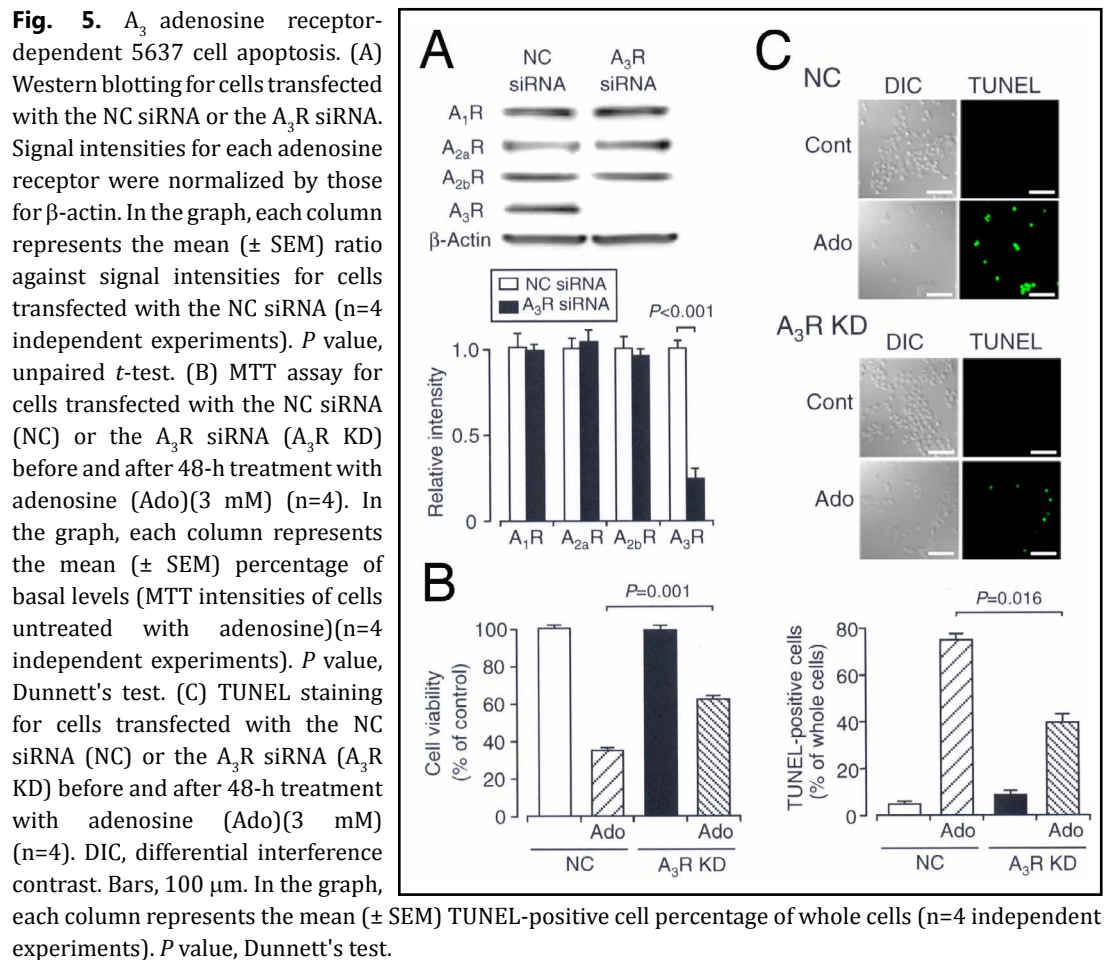 Fig. 5. A3 adenosine receptor-
dependent 5637 cell apoptosis. (A)
Western blotting for cells transfected
with the NC siRNA or the A3R siRNA.
Signal intensities for each adenosine
receptor were normalized by those
for β-actin. In the graph, each column
represents the mean (± SEM) ratio
against signal intensities for cells
transfected with the NC siRNA (n=4
independent experiments). P value,
unpaired t-test. (B) MTT assay for
cells transfected with the NC siRNA
(NC) or the A3R siRNA (A3R KD)
before and after 48-h treatment with
adenosine (Ado)(3 mM) (n=4). In
the graph, each column represents
the mean (± SEM) percentage of
basal levels (MTT intensities of cells
untreated with adenosine)(n=4
independent experiments). P value,
Dunnett's test. (C) TUNEL staining
for cells transfected with the NC
siRNA (NC) or the A3R siRNA (A3R
KD) before and after 48-h treatment
with adenosine (Ado)(3 mM)
(n=4). DIC, differential interference
contrast. Bars, 100 μm. In the graph,
each column represents the mean (± SEM) TUNEL-positive cell percentage of whole cells (n=4 independent
experiments). P value, Dunnett's test.
A
NC siRNA
A3R siRNA
A1R
A2aR
A2bR
A3R
β-Actin
NC siRNA
A3R siRNA
P<0.001
Relative intensity
1.0
0.5
0
A1R A2aR A2bR A3R
B
P=0.001
Cell viability
(% of control)
100
80
60
40
20
0
Ado Ado
NC A3R KD
C
NC
DIC TUNEL
Cont
Ado
A3R KD
DIC TUNEL
Cont
Ado
P=0.016
TUNEL-positive cells
(% of whole cells)
80
60
40
20
0
Ado Ado
NC A3R KD